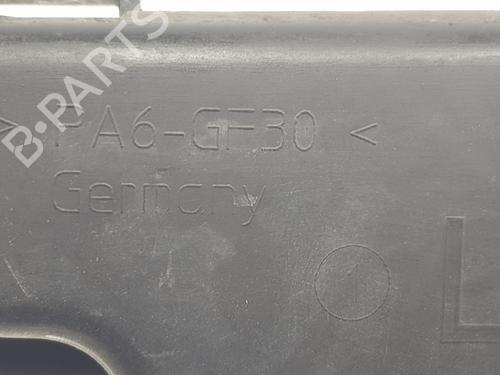 B-PARTS
>PA6-GF30<
Germany
1
L